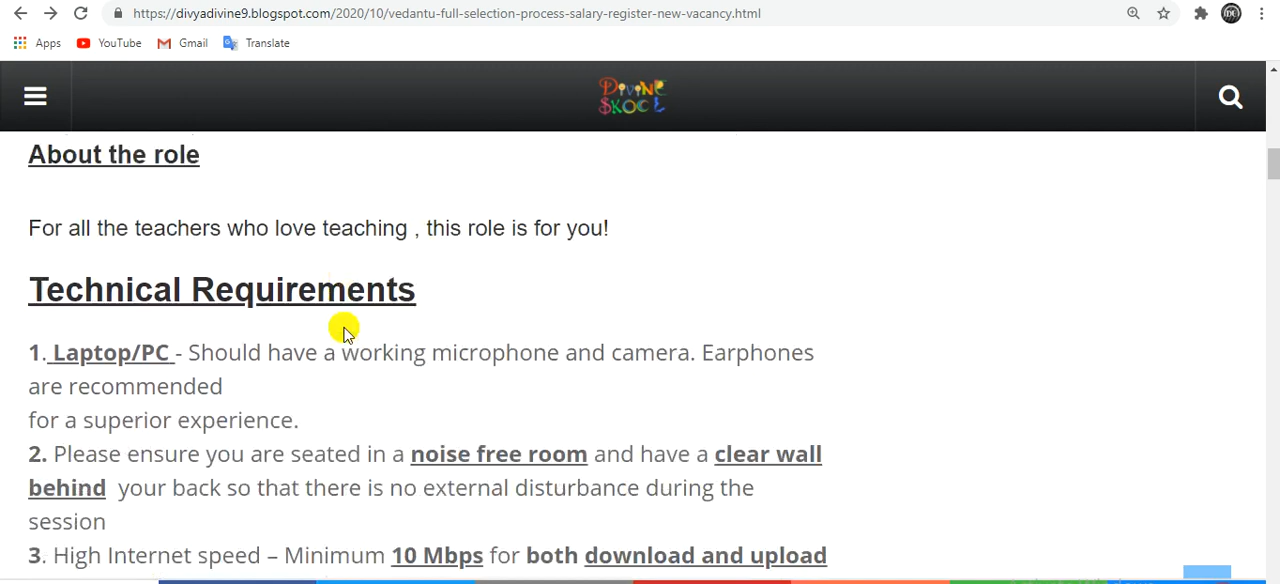 https://divyadivine9.blogspot.com/2020/10/vedantu-full-selection-process-salary-register-new-vacancy.html
Apps YouTube Gmail Translate
DiviNE
$KOCL
About the role
For all the teachers who love teaching , this role is for you!
Technical Requirements
1. Laptop/PC - Should have a working microphone and camera. Earphones
are recommended
for a superior experience.
2. Please ensure you are seated in a noise free room and have a clear wall
behind your back so that there is no external disturbance during the
session
3. High Internet speed – Minimum 10 Mbps for both download and upload